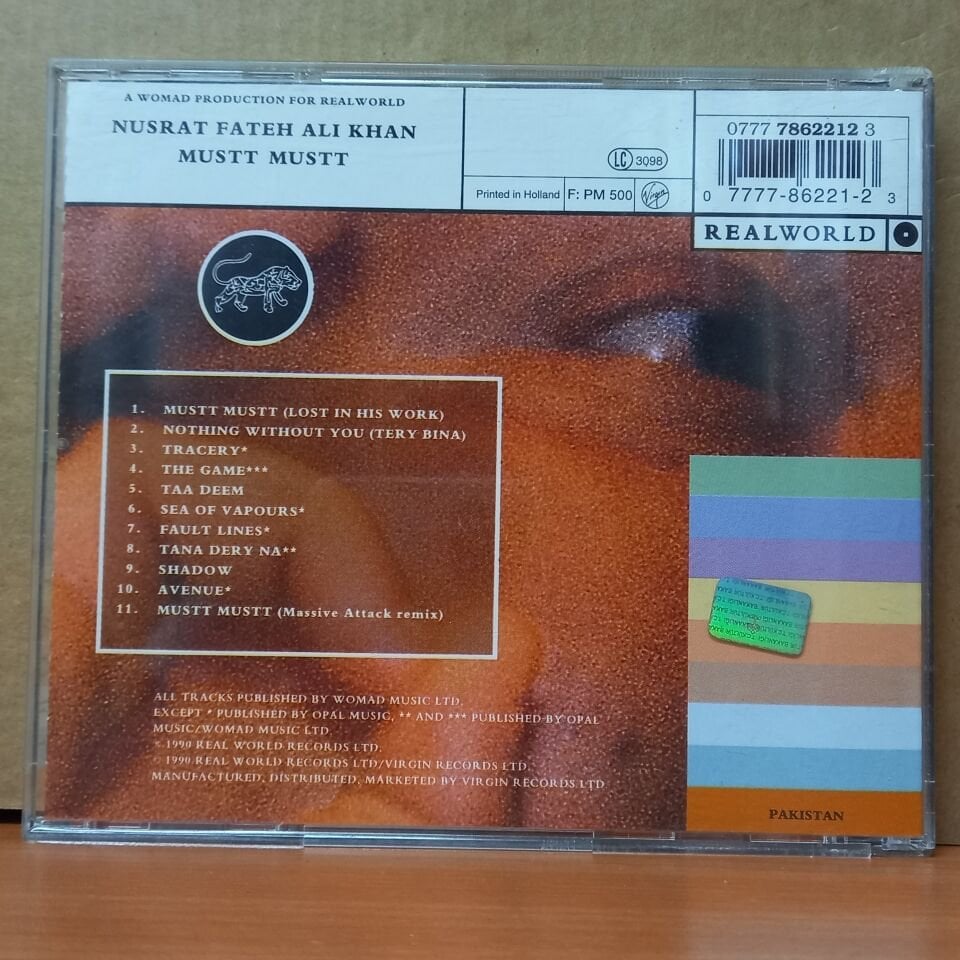 A WOMAD PRODUCTION FOR REALWORLD
NUSRAT FATEH ALI KHAN
MUSTT MUSTT
LC 3098
Printed in Holland F: PM 500 Virgin
0777 7862212 3
0 7777-86221-2 3
REALWORLD
1. MUSTT MUSTT (LOST IN HIS WORK)
2. NOTHING WITHOUT YOU (TERY BINA)
3. TRACERY*
4. THE GAME***
5. TAA DEEM
6. SEA OF VAPOURS*
7. FAULT LINES*
8. TANA DERY NA**
9. SHADOW
10. AVENUE*
11. MUSTT MUSTT (Massive Attack remix)
ALL TRACKS PUBLISHED BY WOMAD MUSIC LTD.
EXCEPT * PUBLISHED BY OPAL MUSIC, ** AND *** PUBLISHED BY OPAL
MUSIC/WOMAD MUSIC LTD.
℗ 1990 REAL WORLD RECORDS LTD.
© 1990 REAL WORLD RECORDS LTD/VIRGIN RECORDS LTD.
MANUFACTURED, DISTRIBUTED, MARKETED BY VIRGIN RECORDS LTD
PAKISTAN